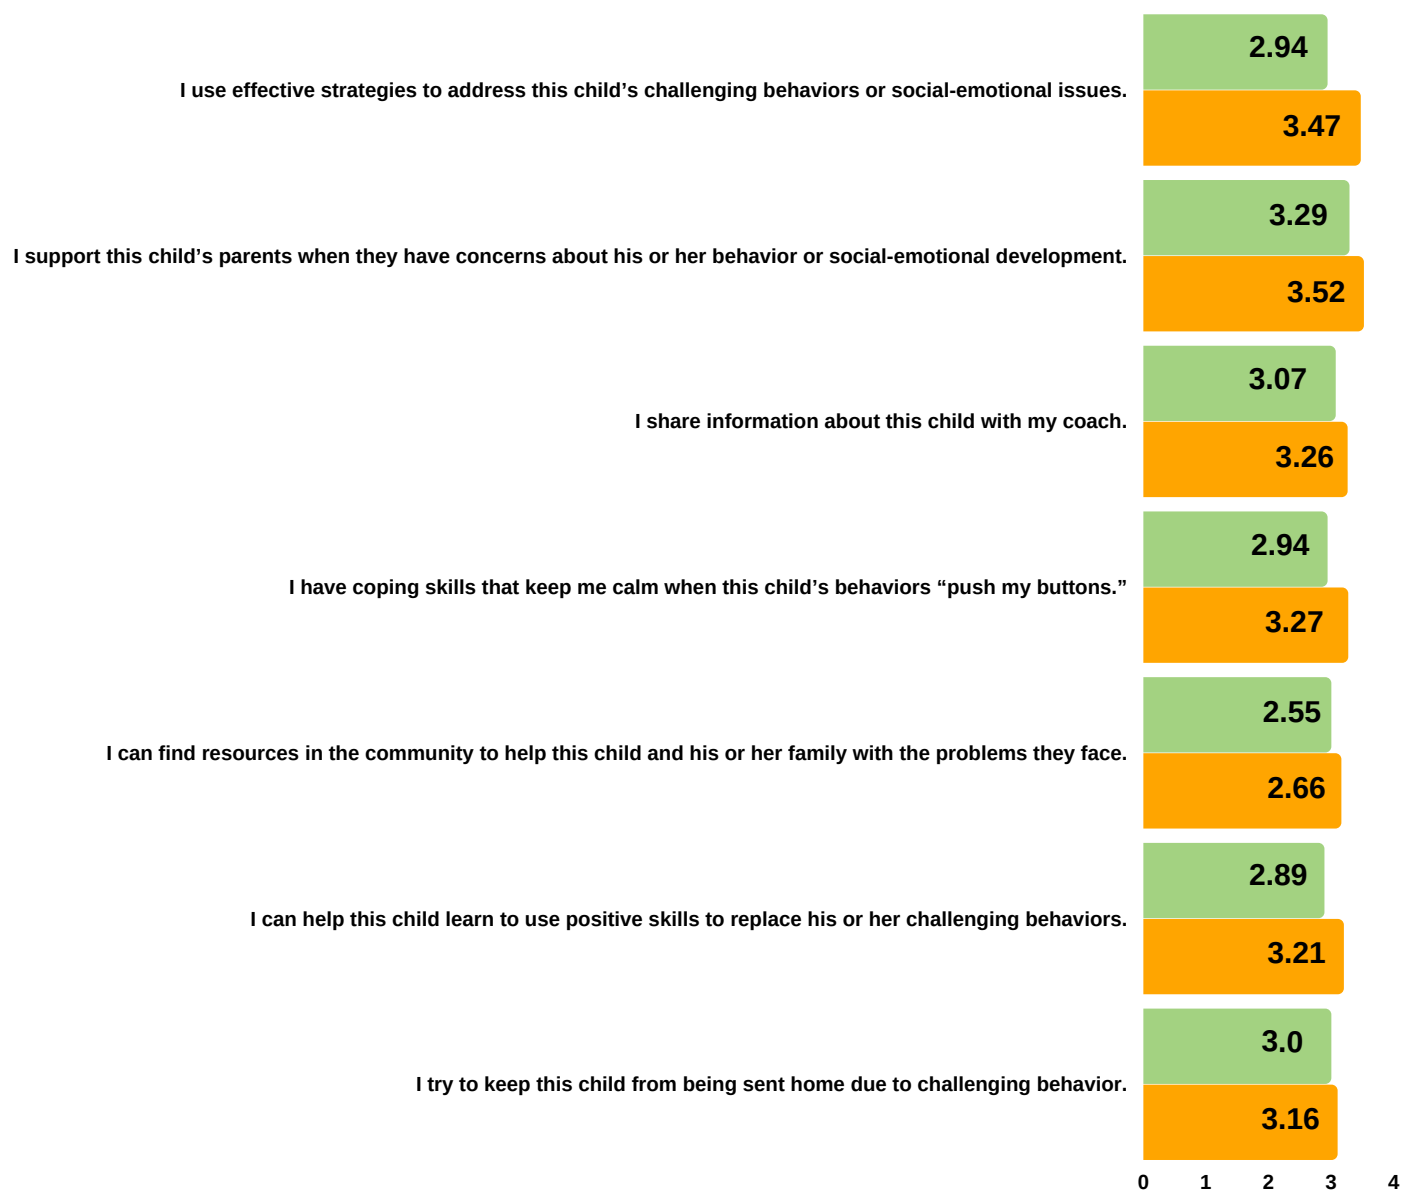 2.94
I use effective strategies to address this child’s challenging behaviors or social-emotional issues.
3.47
3.29
I support this child’s parents when they have concerns about his or her behavior or social-emotional development.
3.52
3.07
I share information about this child with my coach.
3.26
2.94
I have coping skills that keep me calm when this child’s behaviors “push my buttons.”
3.27
2.55
I can find resources in the community to help this child and his or her family with the problems they face.
2.66
2.89
I can help this child learn to use positive skills to replace his or her challenging behaviors.
3.21
3.0
I try to keep this child from being sent home due to challenging behavior.
3.16
0 1 2 3 4